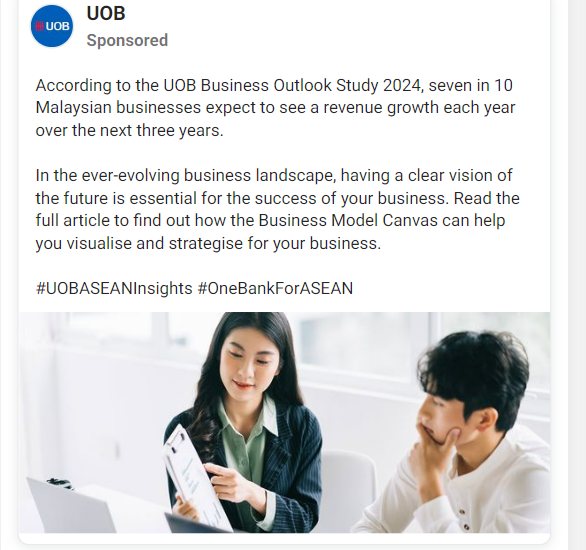 UOB
UOB
Sponsored
According to the UOB Business Outlook Study 2024, seven in 10
Malaysian businesses expect to see a revenue growth each year
over the next three years.
In the ever-evolving business landscape, having a clear vision of
the future is essential for the success of your business. Read the
full article to find out how the Business Model Canvas can help
you visualise and strategise for your business.
#UOBASEANInsights #OneBankForASEAN